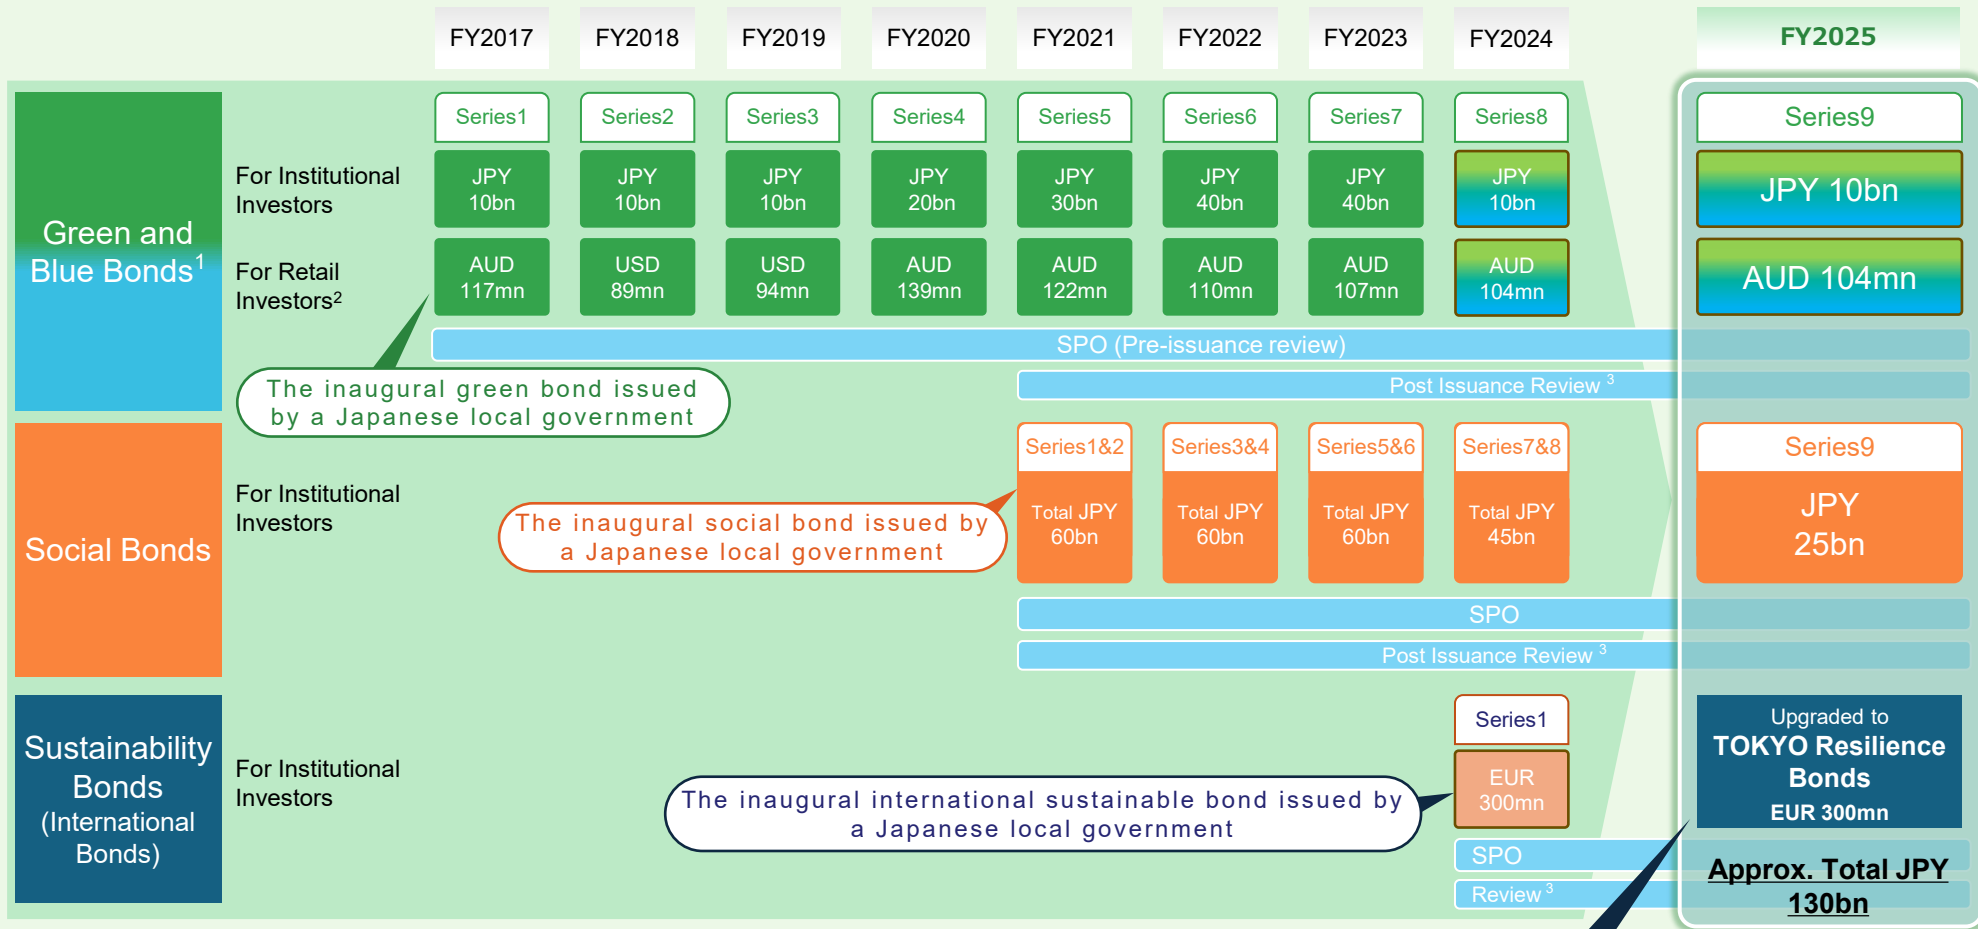 FY2017 FY2018 FY2019 FY2020 FY2021 FY2022 FY2023 FY2024 FY2025
Green and
Blue Bonds1
Series1 Series2 Series3 Series4 Series5 Series6 Series7 Series8 Series9
For Institutional
Investors
JPY
10bn
JPY
10bn
JPY
10bn
JPY
20bn
JPY
30bn
JPY
40bn
JPY
40bn
JPY
10bn
JPY 10bn
For Retail
Investors2
AUD
117mn
USD
89mn
USD
94mn
AUD
139mn
AUD
122mn
AUD
110mn
AUD
107mn
AUD
104mn
AUD 104mn
SPO (Pre-issuance review)
Post Issuance Review 3
The inaugural green bond issued
by a Japanese local government
Social Bonds
For Institutional
Investors
Series1&2 Series3&4 Series5&6 Series7&8 Series9
Total JPY
60bn
Total JPY
60bn
Total JPY
60bn
Total JPY
45bn
JPY
25bn
The inaugural social bond issued by
a Japanese local government
SPO
Post Issuance Review 3
Sustainability
Bonds
(International
Bonds)
For Institutional
Investors
Series1
EUR
300mn
The inaugural international sustainable bond issued by
a Japanese local government
SPO
Review 3
Upgraded to
TOKYO Resilience
Bonds
EUR 300mn
Approx. Total JPY
130bn